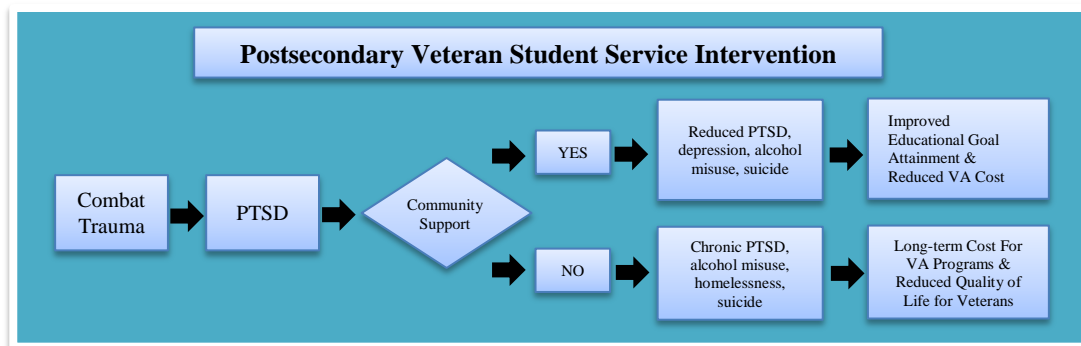 Postsecondary Veteran Student Service Intervention
Combat
Trauma
PTSD
Community
Support
YES
Reduced PTSD,
depression, alcohol
misuse, suicide
Improved
Educational Goal
Attainment &
Reduced VA Cost
NO
Chronic PTSD,
alcohol misuse,
homelessness,
suicide
Long-term Cost For
VA Programs &
Reduced Quality of
Life for Veterans